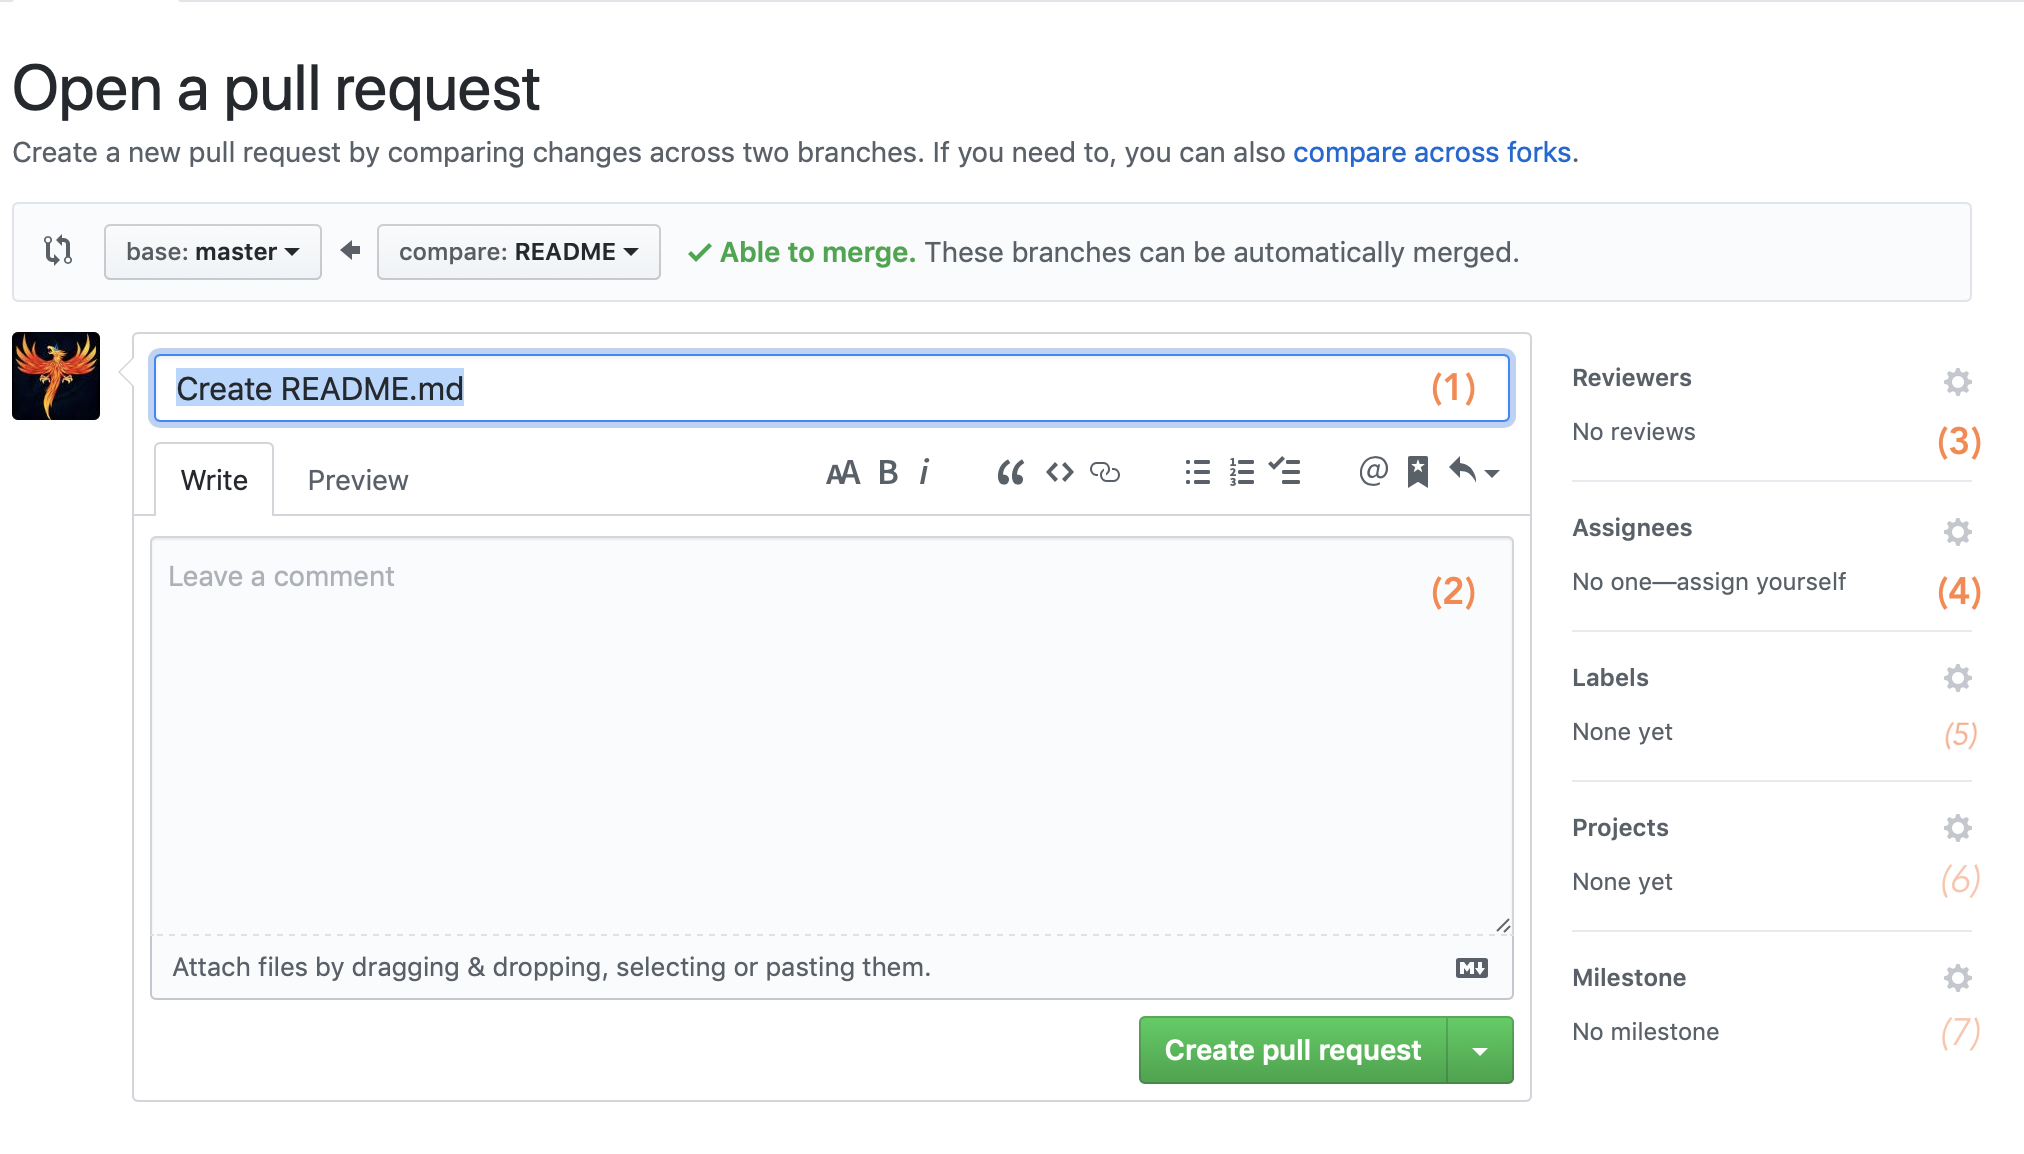 Open a pull request
Create a new pull request by comparing changes across two branches. If you need to, you can also compare across forks.
base: master compare: README Able to merge. These branches can be automatically merged.
Create README.md (1)
Write Preview AA B i “ <> @
Leave a comment (2)
Attach files by dragging & dropping, selecting or pasting them. M
Create pull request
Reviewers
No reviews (3)
Assignees
No one—assign yourself (4)
Labels
None yet (5)
Projects
None yet (6)
Milestone
No milestone (7)